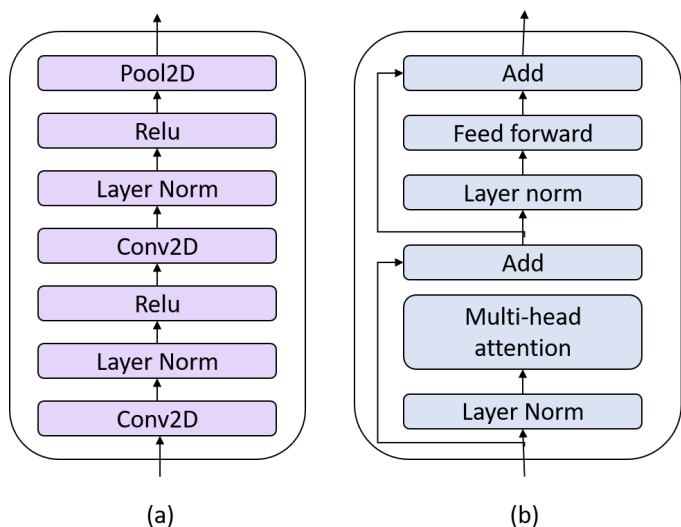 Pool2D
Relu
Layer Norm
Conv2D
Relu
Layer Norm
Conv2D
(a)
Add
Feed forward
Layer norm
Add
Multi-head
attention
Layer Norm
(b)